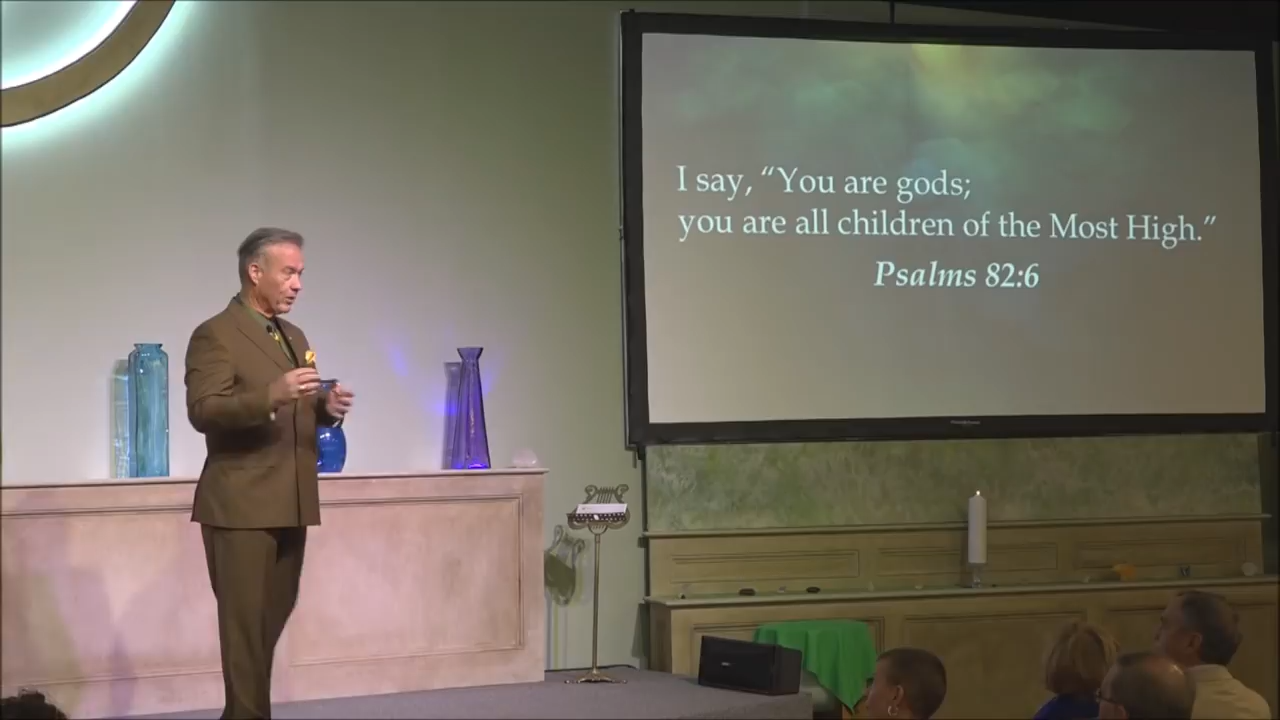 I say, “You are gods;
you are all children of the Most High.”
Psalms 82:6